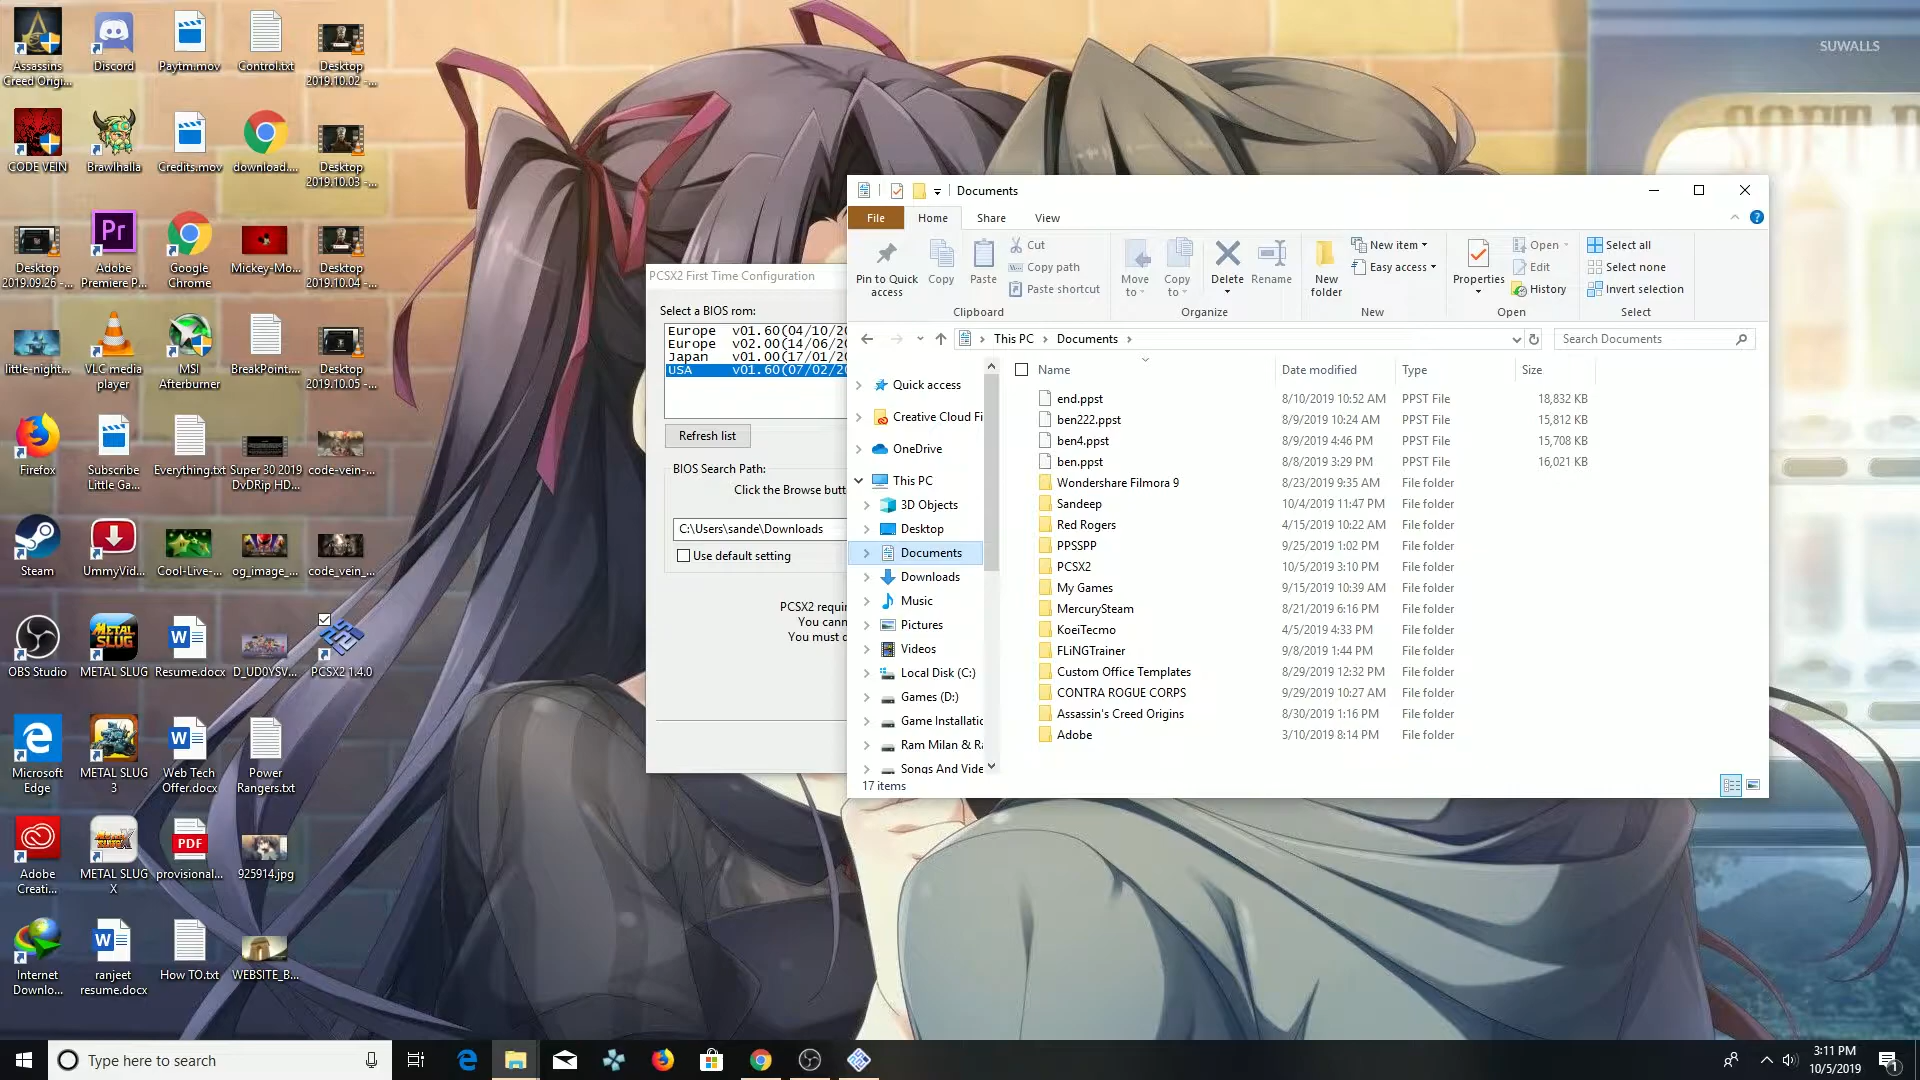 SUWALLS
Assassins
Creed Origi...
Discord
Paytm.mov
Control.txt
Desktop
2019.10.02 -...
CODE VEIN
Brawlhalla
Credits.mov
download....
Desktop
2019.10.03 -...
Desktop
2019.09.26 -...
Adobe
Premiere P...
Google
Chrome
Mickey-Mo...
Desktop
2019.10.04 -...
little-night...
VLC media
player
MSI
Afterburner
BreakPoint....
Desktop
2019.10.05 -...
Firefox
Subscribe
Little Ga...
Everything.txt
Super 30 2019
DvDRip HD...
code-vein-...
Steam
UmmyVid...
Cool-Live-...
og_image_...
code_vein_...
OBS Studio
METAL SLUG
Resume.docx
D_UD0YSV...
PCSX2 1.4.0
Microsoft
Edge
METAL SLUG
3
Web Tech
Offer.docx
Power
Rangers.txt
Adobe
Creati...
METAL SLUG
X
provisional...
925914.jpg
Internet
Downlo...
ranjeet
resume.docx
How TO.txt
WEBSITE_B...
PCSX2 First Time Configuration
Select a BIOS rom:
Europe v01.60(04/10/20
Europe v02.00(14/06/20
Japan v01.00(17/01/20
USA v01.60(07/02/20
Refresh list
BIOS Search Path:
Click the Browse butt
C:\Users\sande\Downloads
Use default setting
PCSX2 requir
You cann
You must o
Documents
File Home Share View
Pin to Quick
access
Copy
Paste
Cut
Copy path
Paste shortcut
Clipboard
Move
to
Copy
to
Delete
Rename
Organize
New
folder
New item
Easy access
New
Properties
Open
Edit
History
Open
Select all
Select none
Invert selection
Select
This PC > Documents >
Search Documents
Quick access
Creative Cloud Fi
OneDrive
This PC
3D Objects
Desktop
Documents
Downloads
Music
Pictures
Videos
Local Disk (C:)
Games (D:)
Game Installatio
Ram Milan & Ra
Songs And Vide
Name Date modified Type Size
end.ppst 8/10/2019 10:52 AM PPST File 18,832 KB
ben222.ppst 8/9/2019 10:24 AM PPST File 15,812 KB
ben4.ppst 8/9/2019 4:46 PM PPST File 15,708 KB
ben.ppst 8/8/2019 3:29 PM PPST File 16,021 KB
Wondershare Filmora 9 8/23/2019 9:35 AM File folder
Sandeep 10/4/2019 11:47 PM File folder
Red Rogers 4/15/2019 10:22 AM File folder
PPSSPP 9/25/2019 1:02 PM File folder
PCSX2 10/5/2019 3:10 PM File folder
My Games 9/15/2019 10:39 AM File folder
MercurySteam 8/21/2019 6:16 PM File folder
KoeiTecmo 4/5/2019 4:33 PM File folder
FLiNGTrainer 9/8/2019 1:44 PM File folder
Custom Office Templates 8/29/2019 12:32 PM File folder
CONTRA ROGUE CORPS 9/29/2019 10:27 AM File folder
Assassin's Creed Origins 8/30/2019 1:16 PM File folder
Adobe 3/10/2019 8:14 PM File folder
17 items
Type here to search
3:11 PM
10/5/2019
1